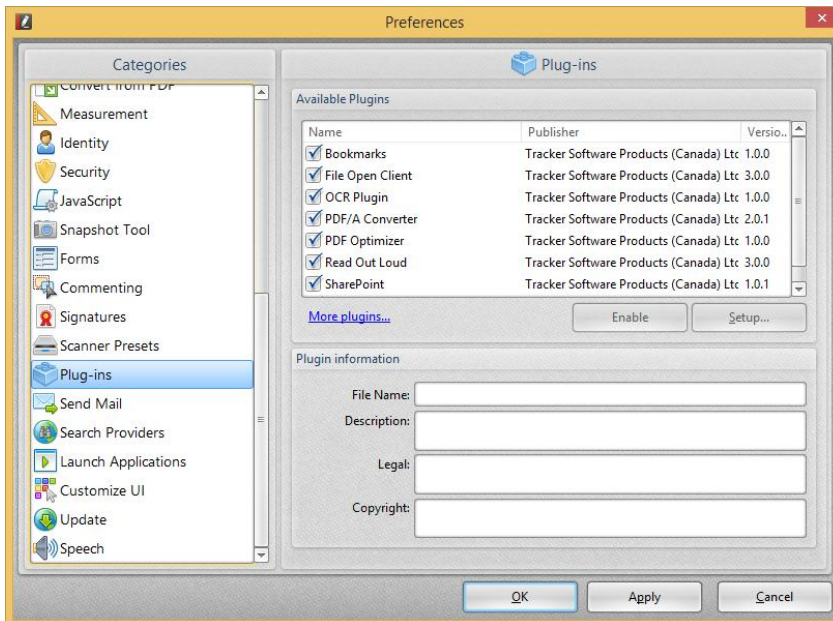 Preferences
Categories
Convert from PDF
Measurement
Identity
Security
JavaScript
Snapshot Tool
Forms
Commenting
Signatures
Scanner Presets
Plug-ins
Send Mail
Search Providers
Launch Applications
Customize UI
Update
Speech
Plug-ins
Available Plugins
Name Publisher Versio..
Bookmarks Tracker Software Products (Canada) Ltc 1.0.0
File Open Client Tracker Software Products (Canada) Ltc 3.0.0
OCR Plugin Tracker Software Products (Canada) Ltc 1.0.0
PDF/A Converter Tracker Software Products (Canada) Ltc 2.0.1
PDF Optimizer Tracker Software Products (Canada) Ltc 1.0.0
Read Out Loud Tracker Software Products (Canada) Ltc 3.0.0
SharePoint Tracker Software Products (Canada) Ltc 1.0.1
More plugins... Enable Setup...
Plugin information
File Name:
Description:
Legal:
Copyright:
OK Apply Cancel